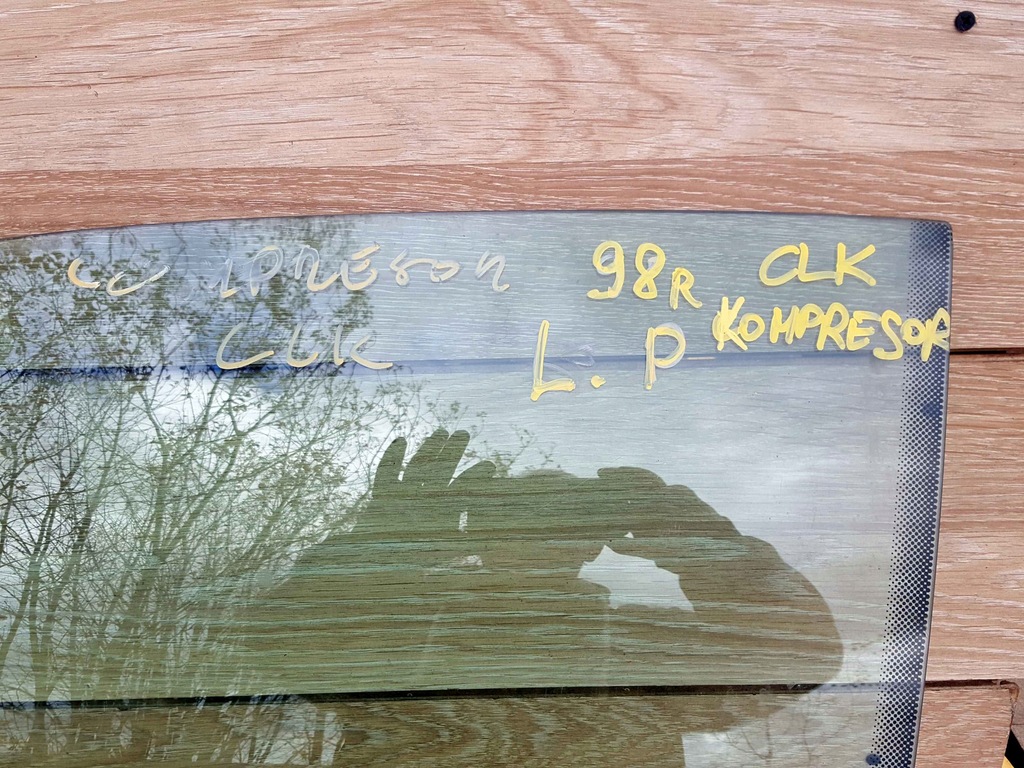 98R CLK
KOMPRESOR
L. P
CLK